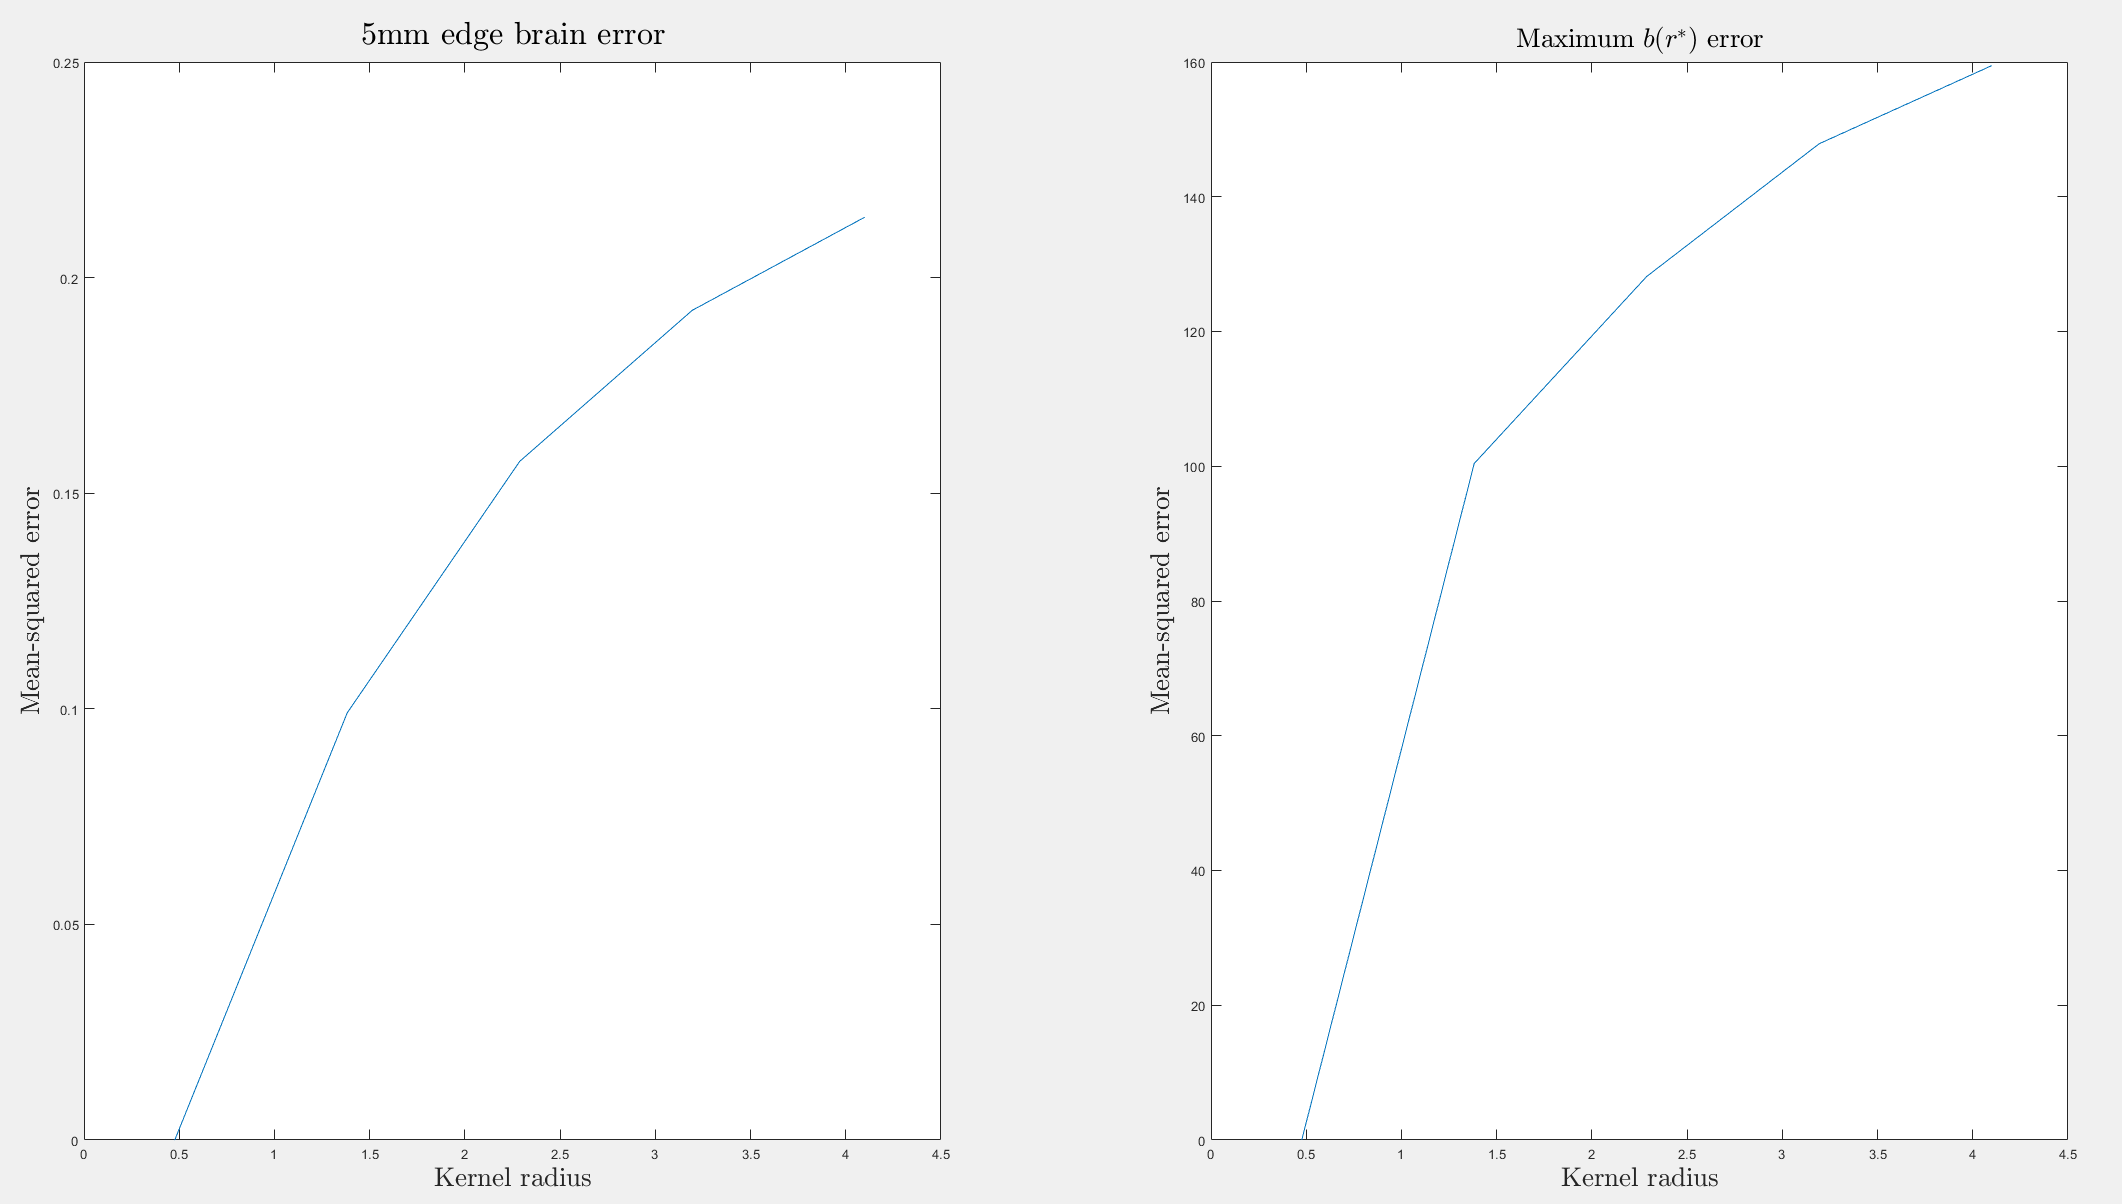 5mm edge brain error
Mean-squared error
0.25
0.2
0.15
0.1
0.05
0
0 0.5 1 1.5 2 2.5 3 3.5 4 4.5
Kernel radius
Maximum b(r*) error
Mean-squared error
160
140
120
100
80
60
40
20
0
0 0.5 1 1.5 2 2.5 3 3.5 4 4.5
Kernel radius